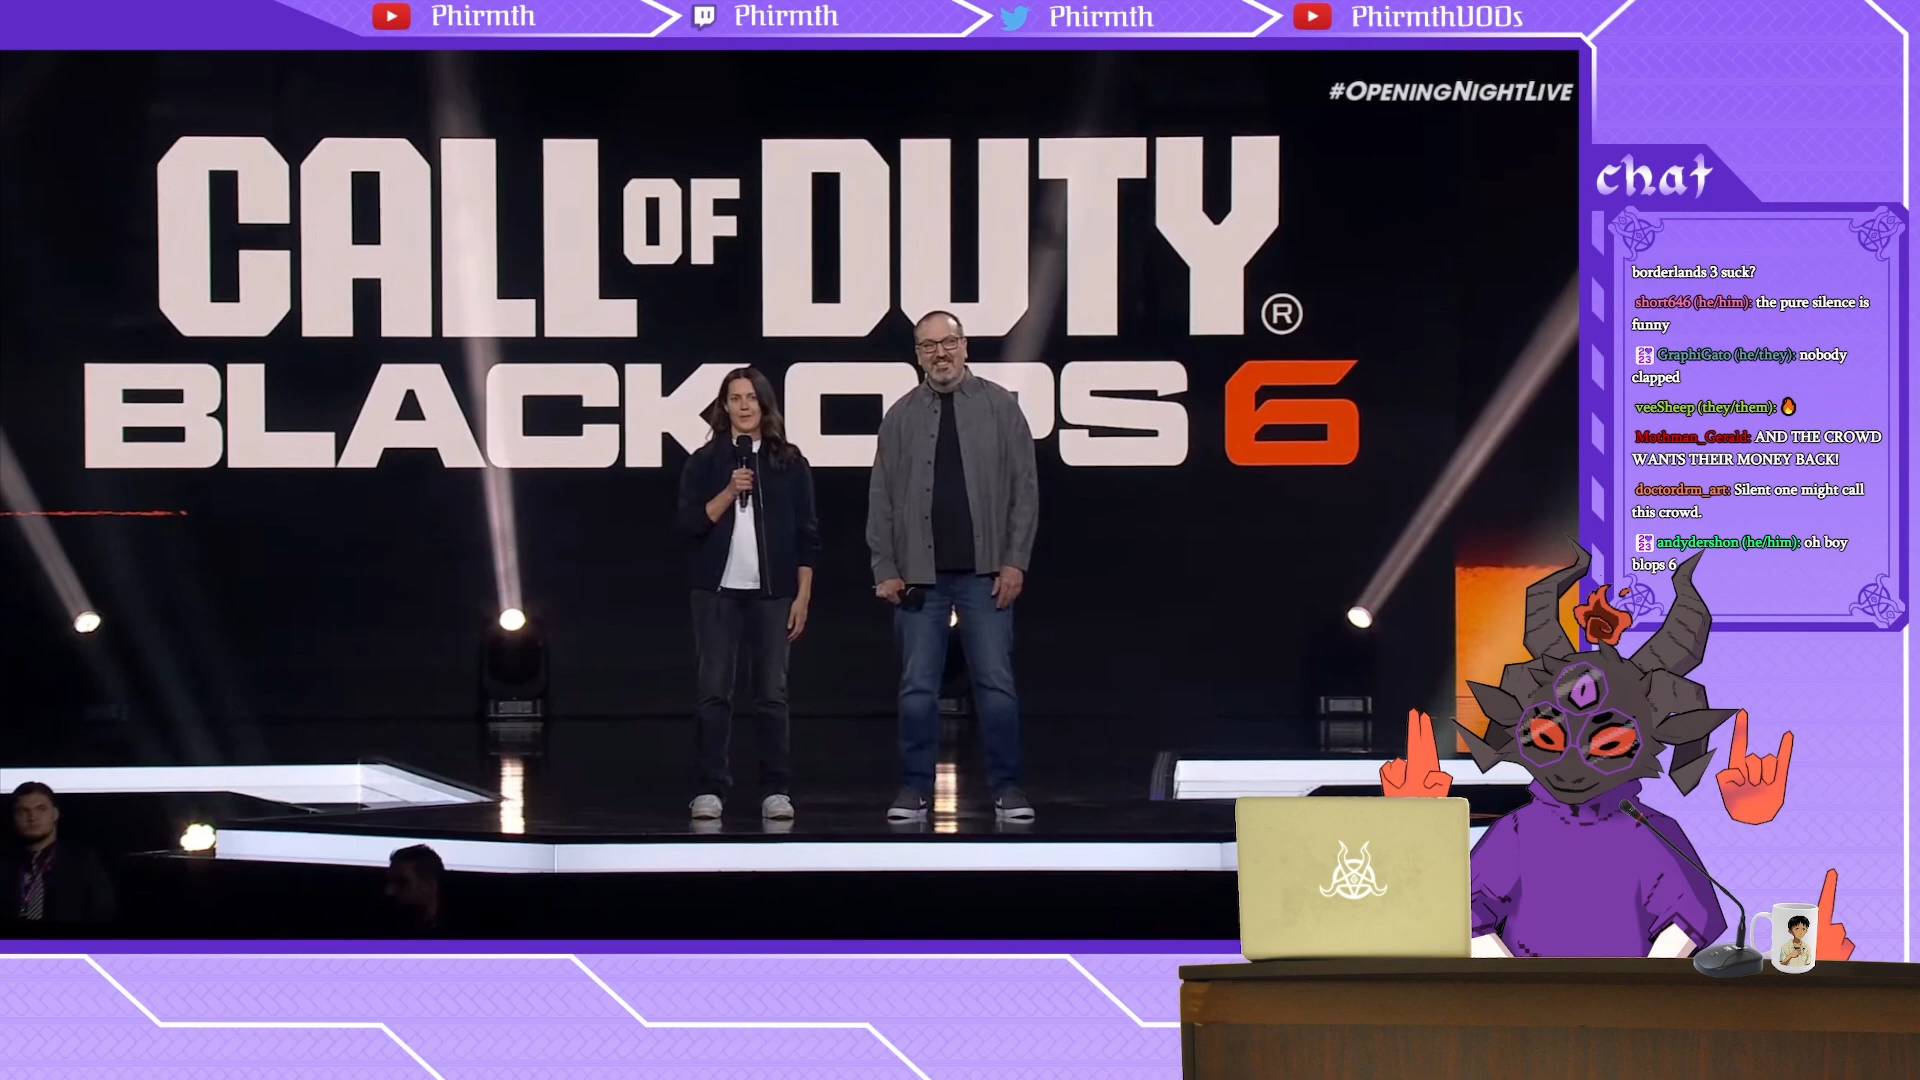 Phirmth
Phirmth
Phirmth
PhirmthVODs
#OPENINGNIGHTLIVE
CALL OF DUTY®
BLACK OPS 6
chat
borderlands 3 suck?
short646 (he/him): the pure silence is
funny
GraphiGato (he/they): nobody
clapped
veeSheep (they/them):
Mothman_Gerald: AND THE CROWD
WANTS THEIR MONEY BACK!
doctordrm_art: Silent one might call
this crowd.
andydershon (he/him): oh boy
blops 6